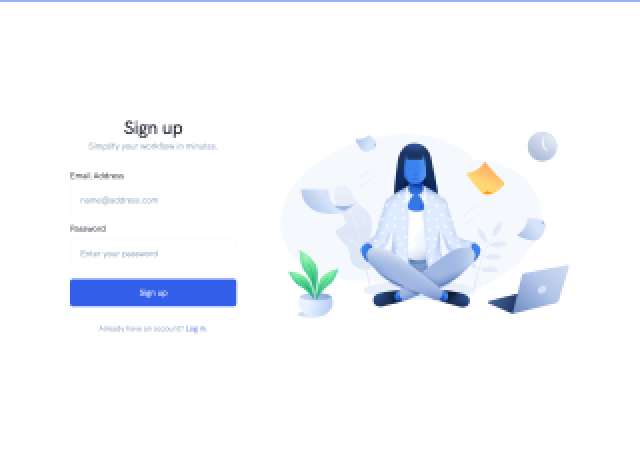 Sign up
Simplify your workflow in minutes.
Email Address
name@address.com
Password
Enter your password
Sign up
Already have an account? Log in.